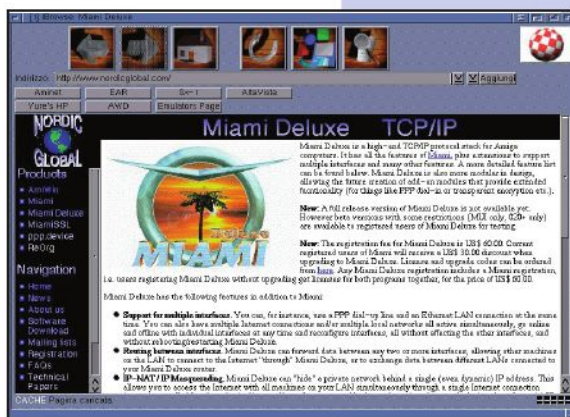 [1] IBrowse: Miami Deluxe
Indirizzo: http://www.nordicglobal.com/
Aggiungi
Aminet
EAR
AltaVista
Yure's HP
AWD
Emulators Page
NORDIC
GLOBAL
Products
AmiWin
Miami
Miami Deluxe
MiamiSSL
ppp.device
ReOrg
Navigation
Home
News
About us
Software
Download
Mailing lists
Registration
FAQs
Technical
Papers
Miami Deluxe TCP/IP
MIAMI
Miami Deluxe is a high-end TCP/IP protocol stack for Amiga
computers. It has all the features of Miami, plus extensions to support
multiple interfaces and many other features. A more detailed feature list
can be found below. Miami Deluxe is also more modular in design,
allowing the future creation of add-on modules that provide extended
functionality (for things like PPP dial-in or transparent encryption etc.).
New: A full release version of Miami Deluxe is not available yet.
However beta versions with some restrictions (MUI only, 020+ only)
are available to registered users of Miami Deluxe for testing.
New: The registration fee for Miami Deluxe is US$ 60.00. Current
registered users of Miami will receive a US$ 30.00 discount when
upgrading to Miami Deluxe. License and upgrade codes can be ordered
from here. Any Miami Deluxe registration includes a Miami registration,
i.e. users registering Miami Deluxe without upgrading get licenses for both programs together, for the price of US$ 60.00.
Miami Deluxe has the following features in addition to Miami:
Support for multiple interfaces. You can, for instance, use a PPP dial-up line and an Ethernet LAN connection at the same
time. You can also have multiple Internet connections and/or multiple local networks all active simultaneously, go online
and offline with individual interfaces at any time and reconfigure interfaces, all without affecting the other interfaces, and
without rebooting/restarting Miami Deluxe.
Routing between interfaces. Miami Deluxe can forward data between any two or more interfaces, allowing other machines
on the LAN to connect to the Internet "through" Miami Deluxe, or to exchange data between different LANs connected to
your Miami Deluxe router.
IP-NAT / IP Masquerading. Miami Deluxe can "hide" a private network behind a single (even dynamic) IP address. This
allows you to access the Internet with all machines on your LAN simultaneously through a single Internet connection
CACHE Pagina caricata.